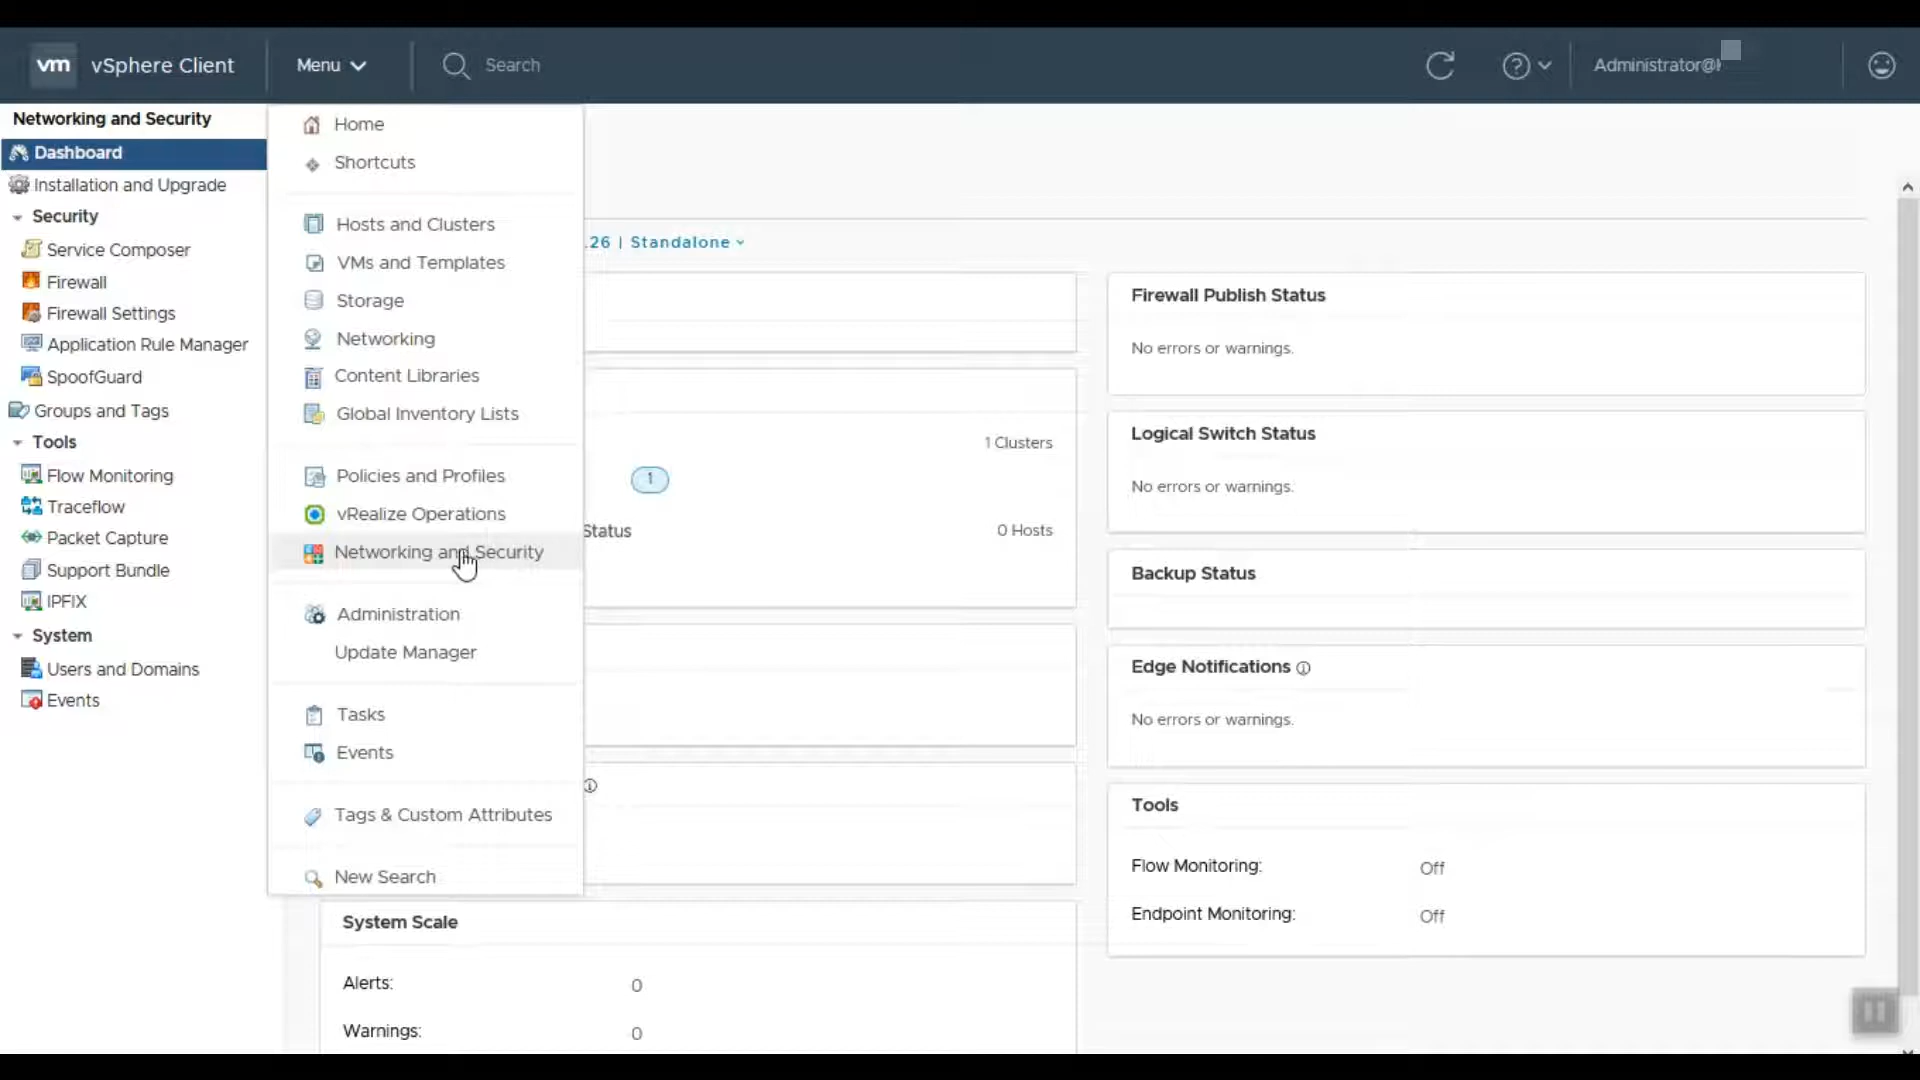 vm vSphere Client Menu Search Administrator@
Networking and Security
Dashboard
Installation and Upgrade
Security
Service Composer
Firewall
Firewall Settings
Application Rule Manager
SpoofGuard
Groups and Tags
Tools
Flow Monitoring
Traceflow
Packet Capture
Support Bundle
IPFIX
System
Users and Domains
Events
Home
Shortcuts
Hosts and Clusters
VMs and Templates
Storage
Networking
Content Libraries
Global Inventory Lists
Policies and Profiles
vRealize Operations
Networking and Security
Administration
Update Manager
Tasks
Events
Tags & Custom Attributes
New Search
.26 | Standalone
1 Clusters
1
Status 0 Hosts
System Scale
Alerts: 0
Warnings: 0
Firewall Publish Status
No errors or warnings.
Logical Switch Status
No errors or warnings.
Backup Status
Edge Notifications
No errors or warnings.
Tools
Flow Monitoring: Off
Endpoint Monitoring: Off